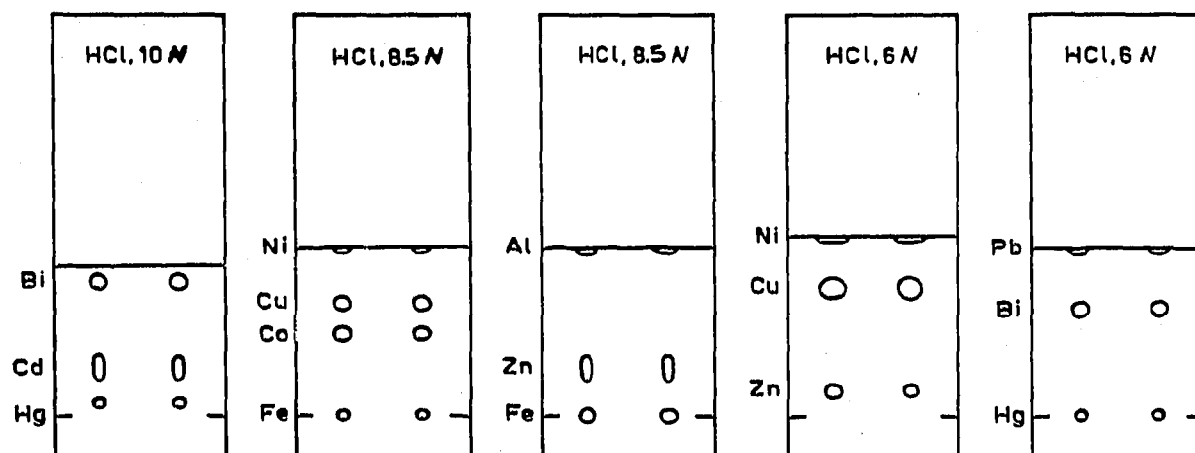 HCl, 10 N
Bi
Cd
Hg
HCl, 8.5 N
Ni
Cu
Co
Fe
HCl, 8.5 N
Al
Zn
Fe
HCl, 6 N
Ni
Cu
Zn
HCl, 6 N
Pb
Bi
Hg